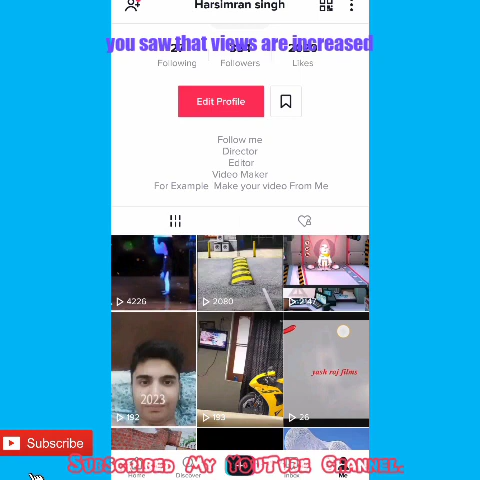 Harsimran singh
you saw that views are increased
Following
Followers
Likes
Edit Profile
Follow me
Director
Editor
Video Maker
For Example Make your video From Me
4226
2080
2147
2023
yash raj films
192
193
26
Subscribe
Subscribed My YouTube Channel.
Home
Discover
Inbox
Me